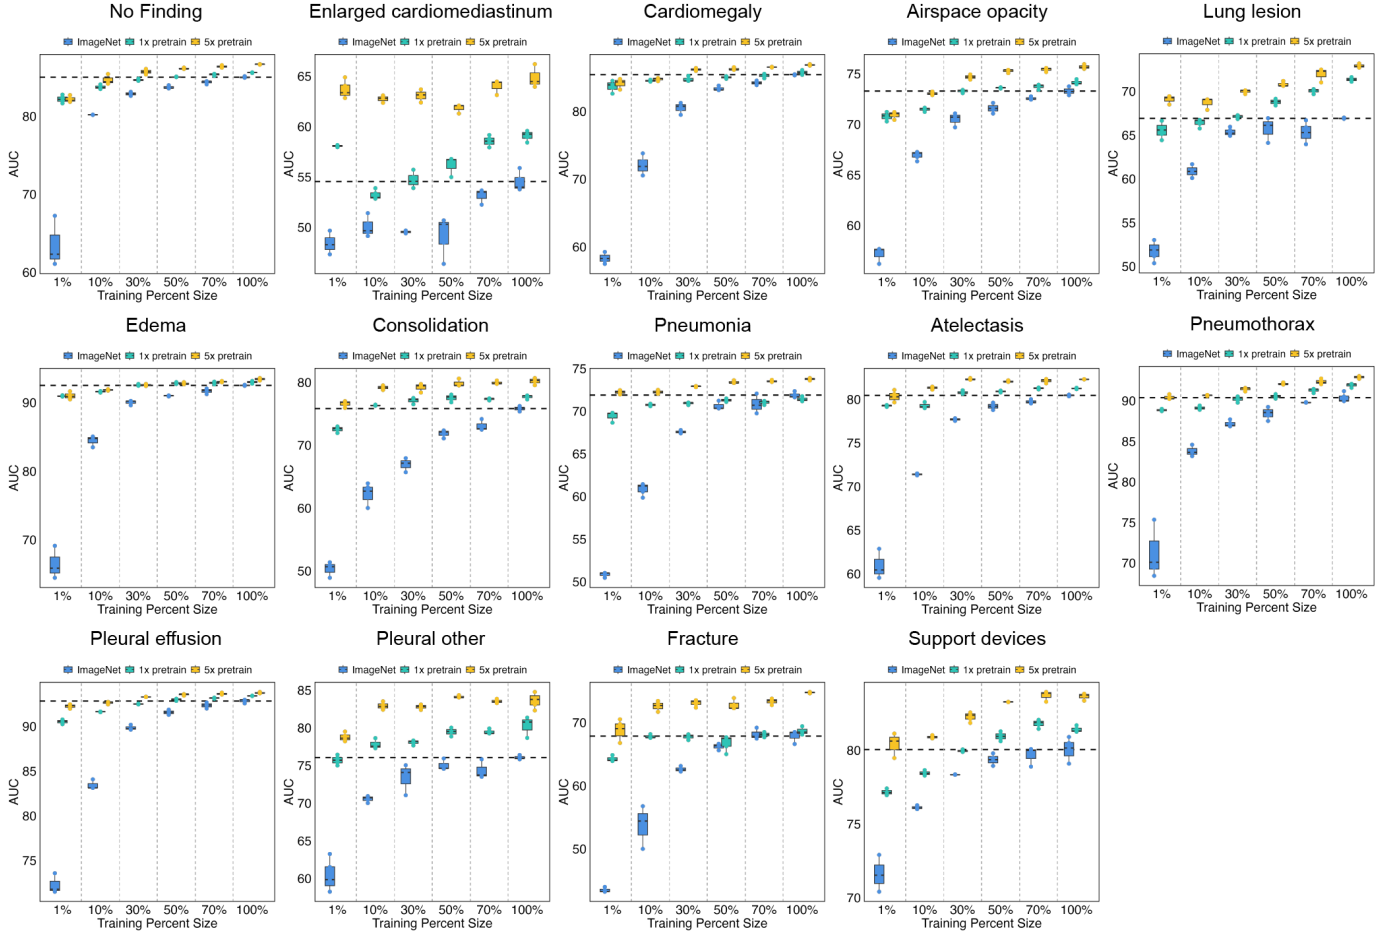 No Finding
Enlarged cardiomediastinum
Cardiomegaly
Airspace opacity
Lung lesion
ImageNet 1x pretrain 5x pretrain
ImageNet 1x pretrain 5x pretrain
ImageNet 1x pretrain 5x pretrain
ImageNet 1x pretrain 5x pretrain
ImageNet 1x pretrain 5x pretrain
AUC
80
70
60
1% 10% 30% 50% 70% 100%
Training Percent Size
AUC
65
60
55
50
1% 10% 30% 50% 70% 100%
Training Percent Size
AUC
80
70
60
1% 10% 30% 50% 70% 100%
Training Percent Size
AUC
75
70
60
1% 10% 30% 50% 70% 100%
Training Percent Size
AUC
70
65
60
55
50
1% 10% 30% 50% 70% 100%
Training Percent Size
Edema
Consolidation
Pneumonia
Atelectasis
Pneumothorax
ImageNet 1x pretrain 5x pretrain
ImageNet 1x pretrain 5x pretrain
ImageNet 1x pretrain 5x pretrain
ImageNet 1x pretrain 5x pretrain
ImageNet 1x pretrain 5x pretrain
AUC
90
80
70
1% 10% 30% 50% 70% 100%
Training Percent Size
AUC
80
70
60
50
1% 10% 30% 50% 70% 100%
Training Percent Size
AUC
75
70
65
60
55
50
1% 10% 30% 50% 70% 100%
Training Percent Size
AUC
80
75
70
65
60
1% 10% 30% 50% 70% 100%
Training Percent Size
AUC
90
85
80
75
70
1% 10% 30% 50% 70% 100%
Training Percent Size
Pleural effusion
Pleural other
Fracture
Support devices
ImageNet 1x pretrain 5x pretrain
ImageNet 1x pretrain 5x pretrain
ImageNet 1x pretrain 5x pretrain
ImageNet 1x pretrain 5x pretrain
AUC
90
85
80
75
1% 10% 30% 50% 70% 100%
Training Percent Size
AUC
85
80
75
70
65
60
1% 10% 30% 50% 70% 100%
Training Percent Size
AUC
70
60
50
1% 10% 30% 50% 70% 100%
Training Percent Size
AUC
80
75
70
1% 10% 30% 50% 70% 100%
Training Percent Size